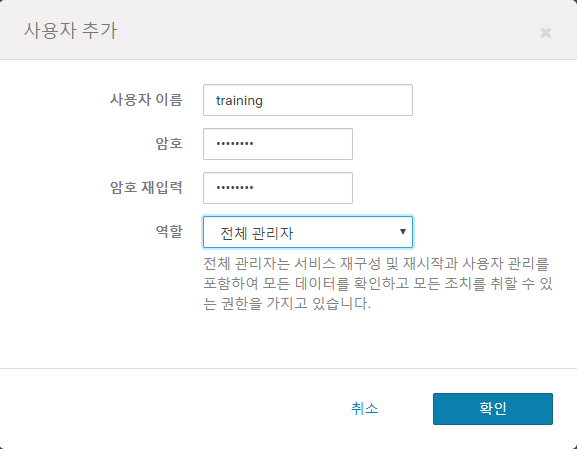 사용자 추가
×
사용자 이름 training
암호 ••••••••
암호 재입력 ••••••••
역할 전체 관리자 ▼
전체 관리자는 서비스 재구성 및 재시작과 사용자 관리를
포함하여 모든 데이터를 확인하고 모든 조치를 취할 수 있
는 권한을 가지고 있습니다.
취소 확인